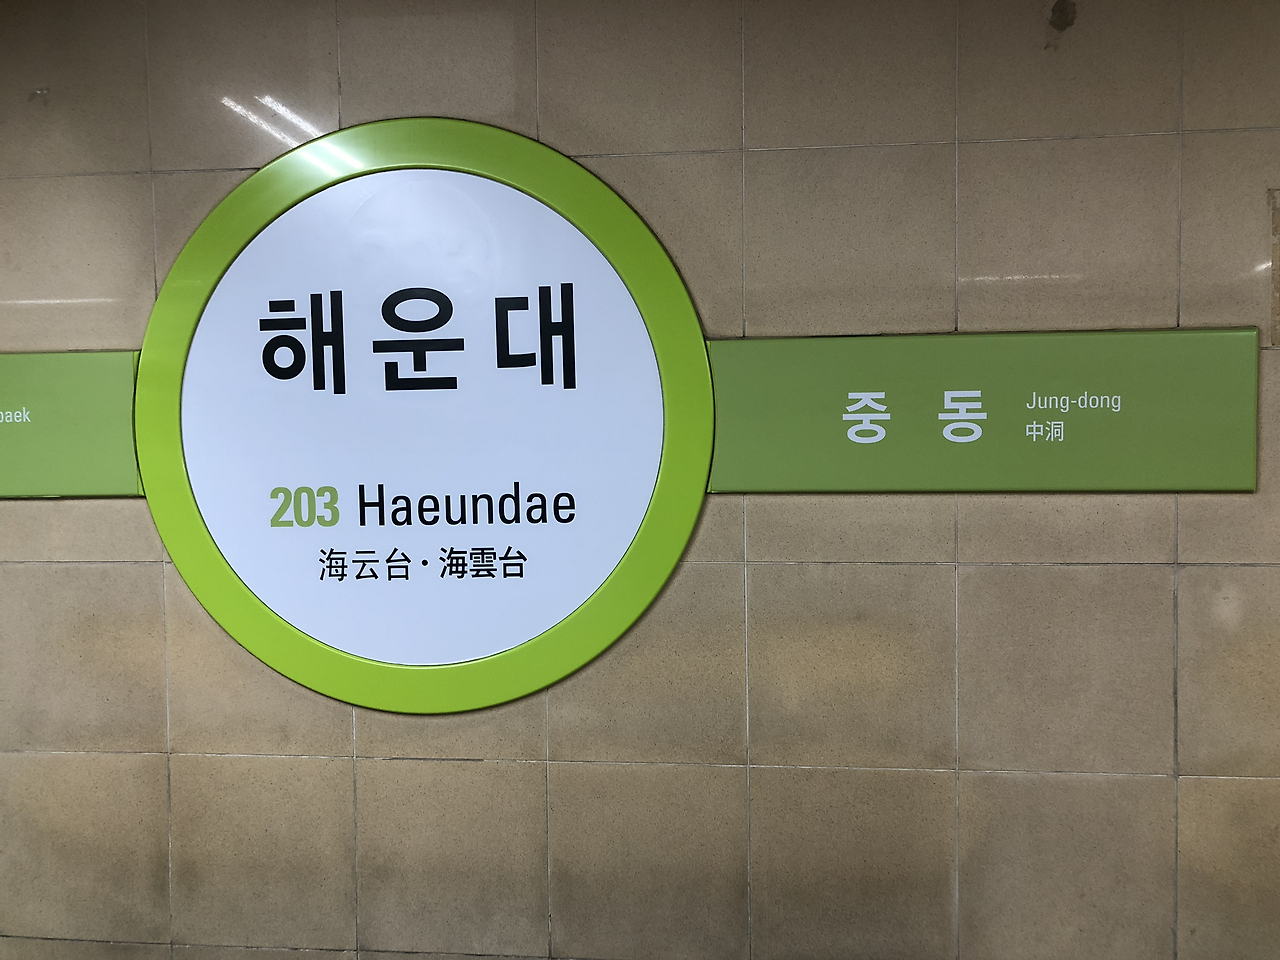 해운대
203 Haeundae
海云台·海雲台
중 동
Jung-dong
中洞